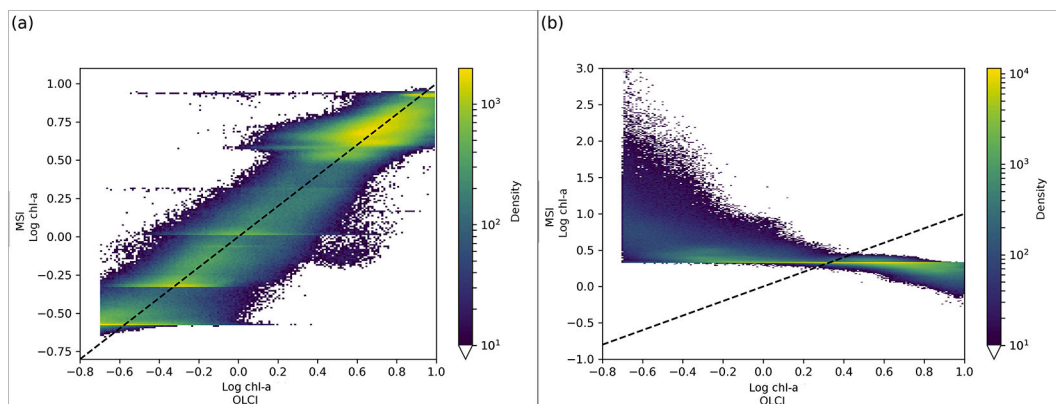 (a)
1.00
0.75
0.50
0.25
0.00
−0.25
−0.50
−0.75
MSI
Log chl-a
−0.8 −0.6 −0.4 −0.2 0.0 0.2 0.4 0.6 0.8 1.0
Log chl-a
OLCI
10³
10²
10¹
Density
(b)
3.0
2.5
2.0
1.5
1.0
0.5
0.0
−0.5
−1.0
MSI
Log chl-a
−0.8 −0.6 −0.4 −0.2 0.0 0.2 0.4 0.6 0.8 1.0
Log chl-a
OLCI
10⁴
10³
10²
10¹
Density